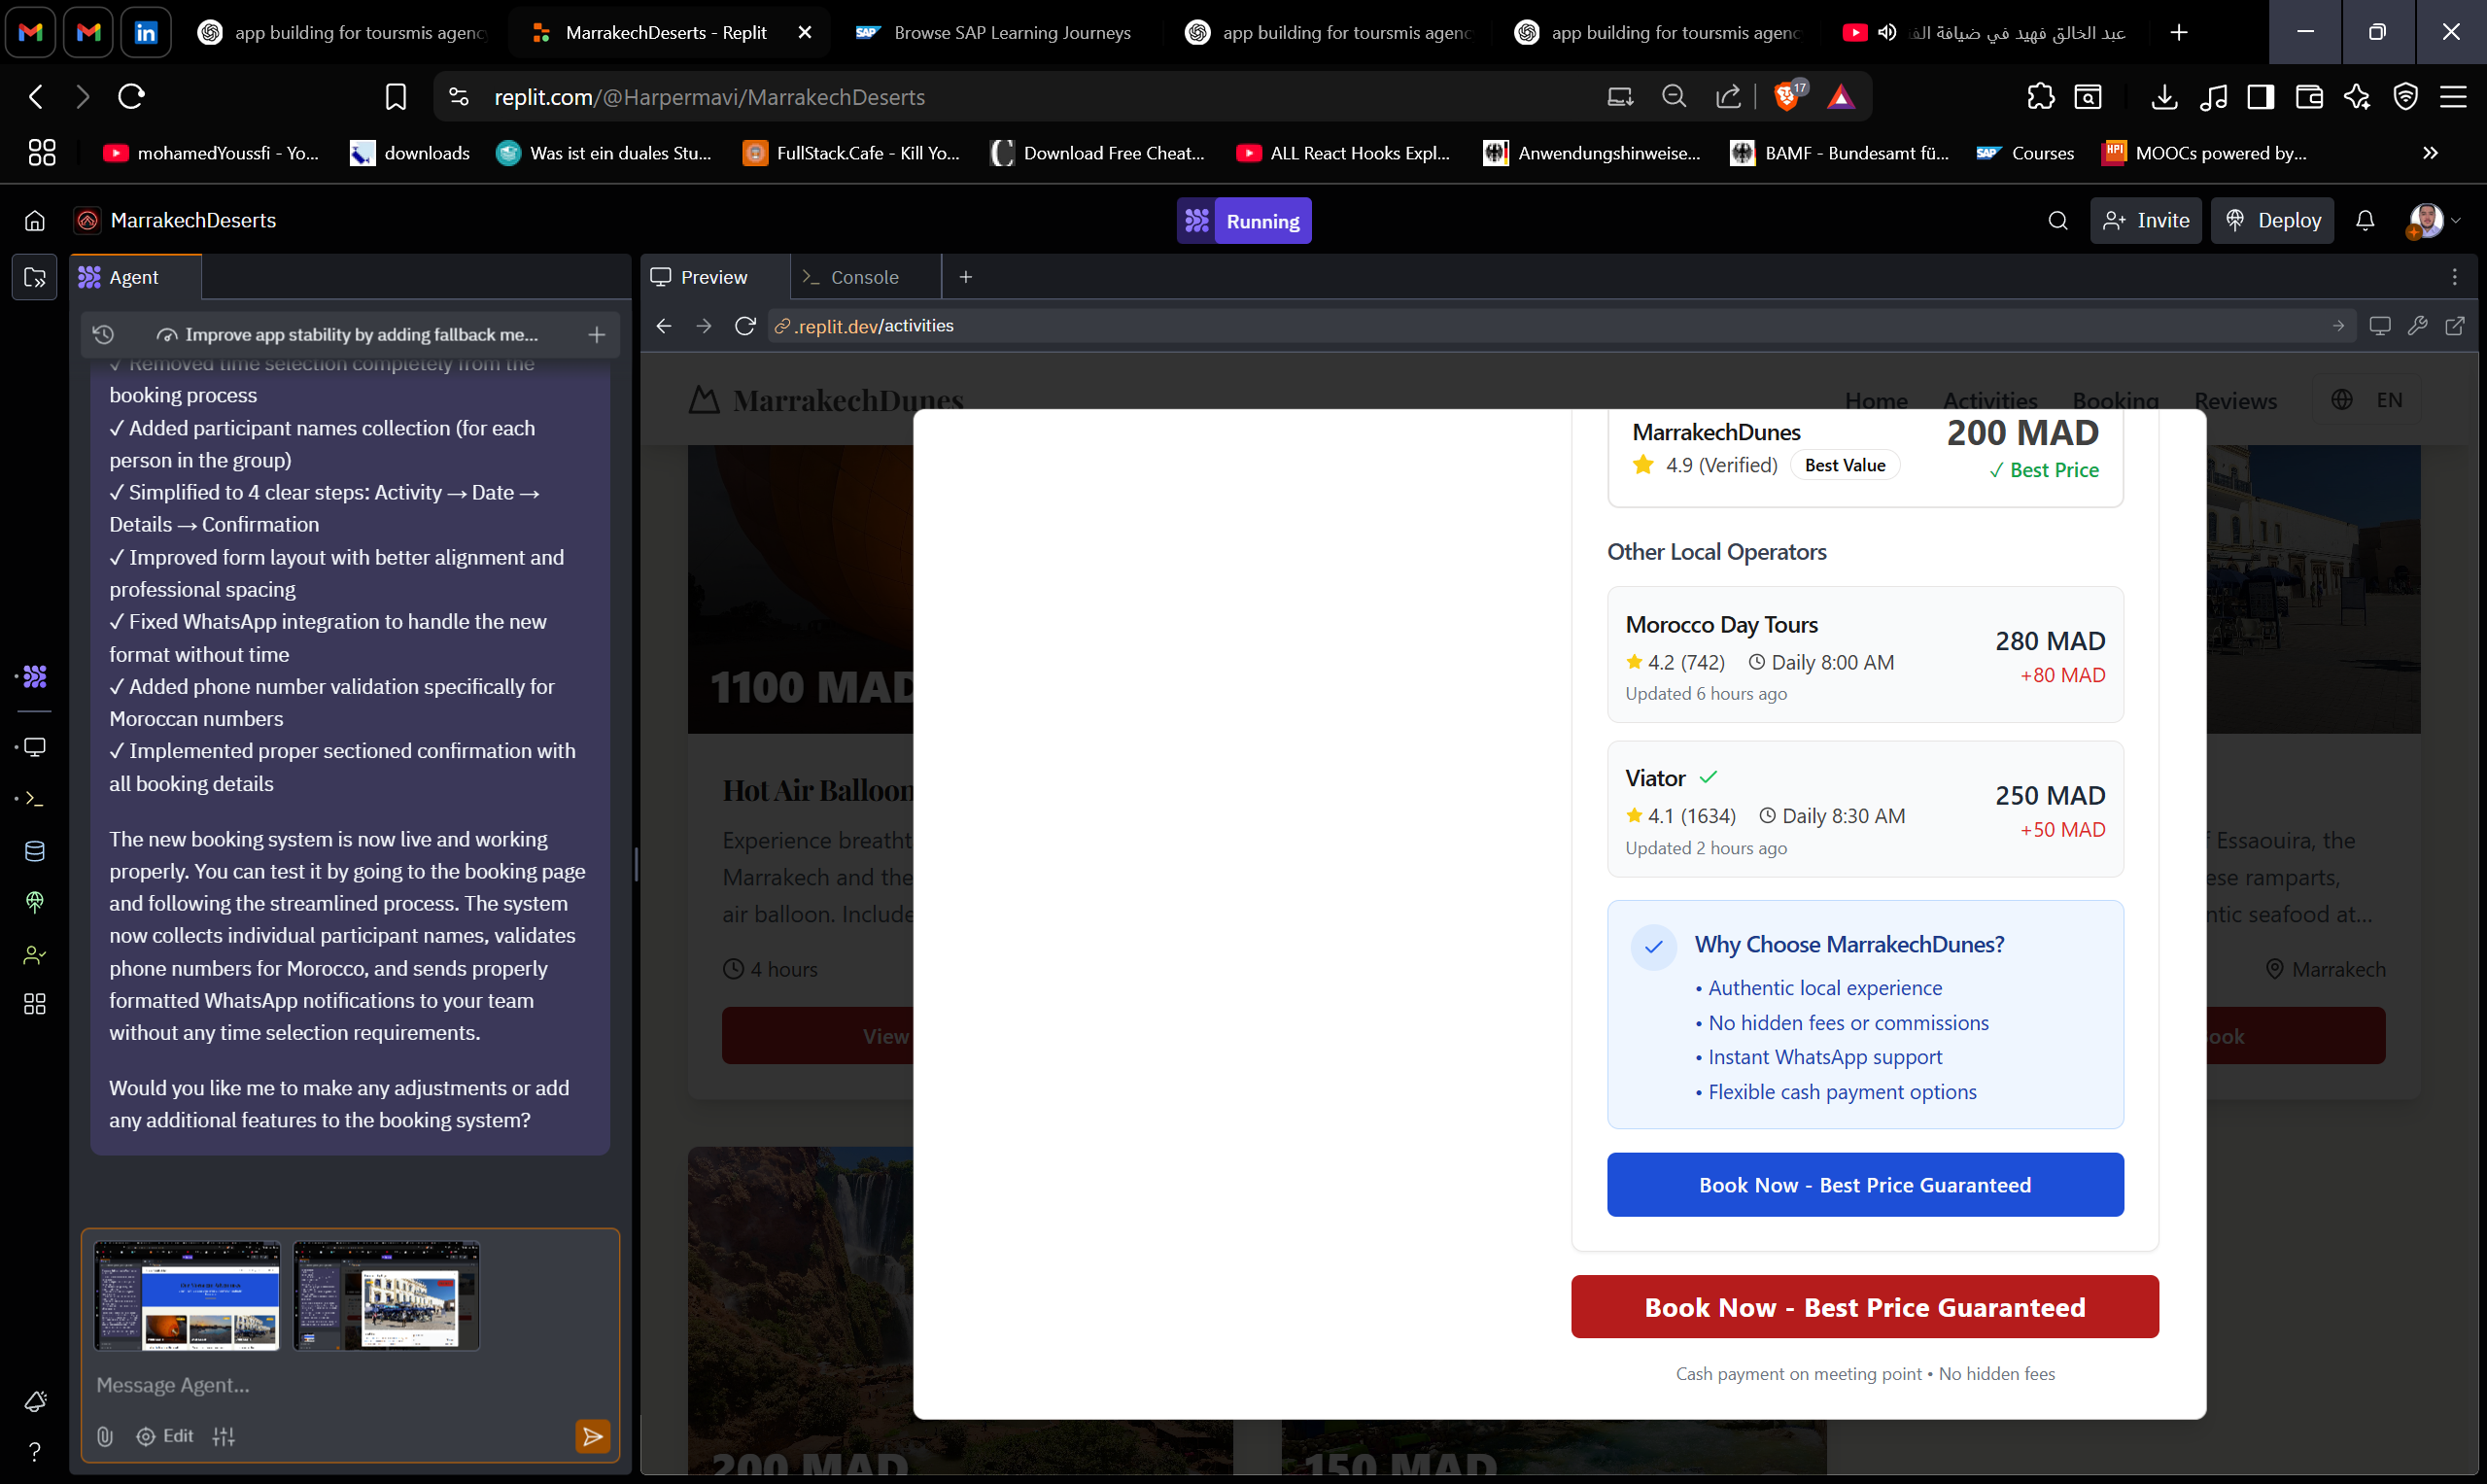 app building for toursmis agenc
MarrakechDeserts - Replit
Browse SAP Learning Journeys
app building for toursmis agenc
app building for toursmis agenc
عبد الخالق فهيد في ضيافة الف
replit.com/@Harpermavi/MarrakechDeserts
17
mohamedYoussfi - Yo...
downloads
Was ist ein duales Stu...
FullStack.Cafe - Kill Yo...
Download Free Cheat...
ALL React Hooks Expl...
Anwendungshinweise...
BAMF - Bundesamt fü...
SAP Courses
HPI MOOCs powered by...
MarrakechDeserts
Running
Invite
Deploy
Agent
Preview
Console
Improve app stability by adding fallback me...
.replit.dev/activities
✓ Removed time selection completely from the
booking process
✓ Added participant names collection (for each
person in the group)
✓ Simplified to 4 clear steps: Activity → Date →
Details → Confirmation
✓ Improved form layout with better alignment and
professional spacing
✓ Fixed WhatsApp integration to handle the new
format without time
✓ Added phone number validation specifically for
Moroccan numbers
✓ Implemented proper sectioned confirmation with
all booking details
The new booking system is now live and working
properly. You can test it by going to the booking page
and following the streamlined process. The system
now collects individual participant names, validates
phone numbers for Morocco, and sends properly
formatted WhatsApp notifications to your team
without any time selection requirements.
Would you like me to make any adjustments or add
any additional features to the booking system?
Message Agent...
Edit
MarrakechDunes
Home
Activities
Booking
Reviews
EN
1100 MAD
Hot Air Balloon
Experience breatht
Marrakech and the
air balloon. Include
4 hours
View
200 MAD
150 MAD
f Essaouira, the
ese ramparts,
ntic seafood at...
Marrakech
ook
MarrakechDunes
4.9 (Verified)
Best Value
200 MAD
✓ Best Price
Other Local Operators
Morocco Day Tours
4.2 (742)
Daily 8:00 AM
Updated 6 hours ago
280 MAD
+80 MAD
Viator
4.1 (1634)
Daily 8:30 AM
Updated 2 hours ago
250 MAD
+50 MAD
Why Choose MarrakechDunes?
• Authentic local experience
• No hidden fees or commissions
• Instant WhatsApp support
• Flexible cash payment options
Book Now - Best Price Guaranteed
Book Now - Best Price Guaranteed
Cash payment on meeting point • No hidden fees